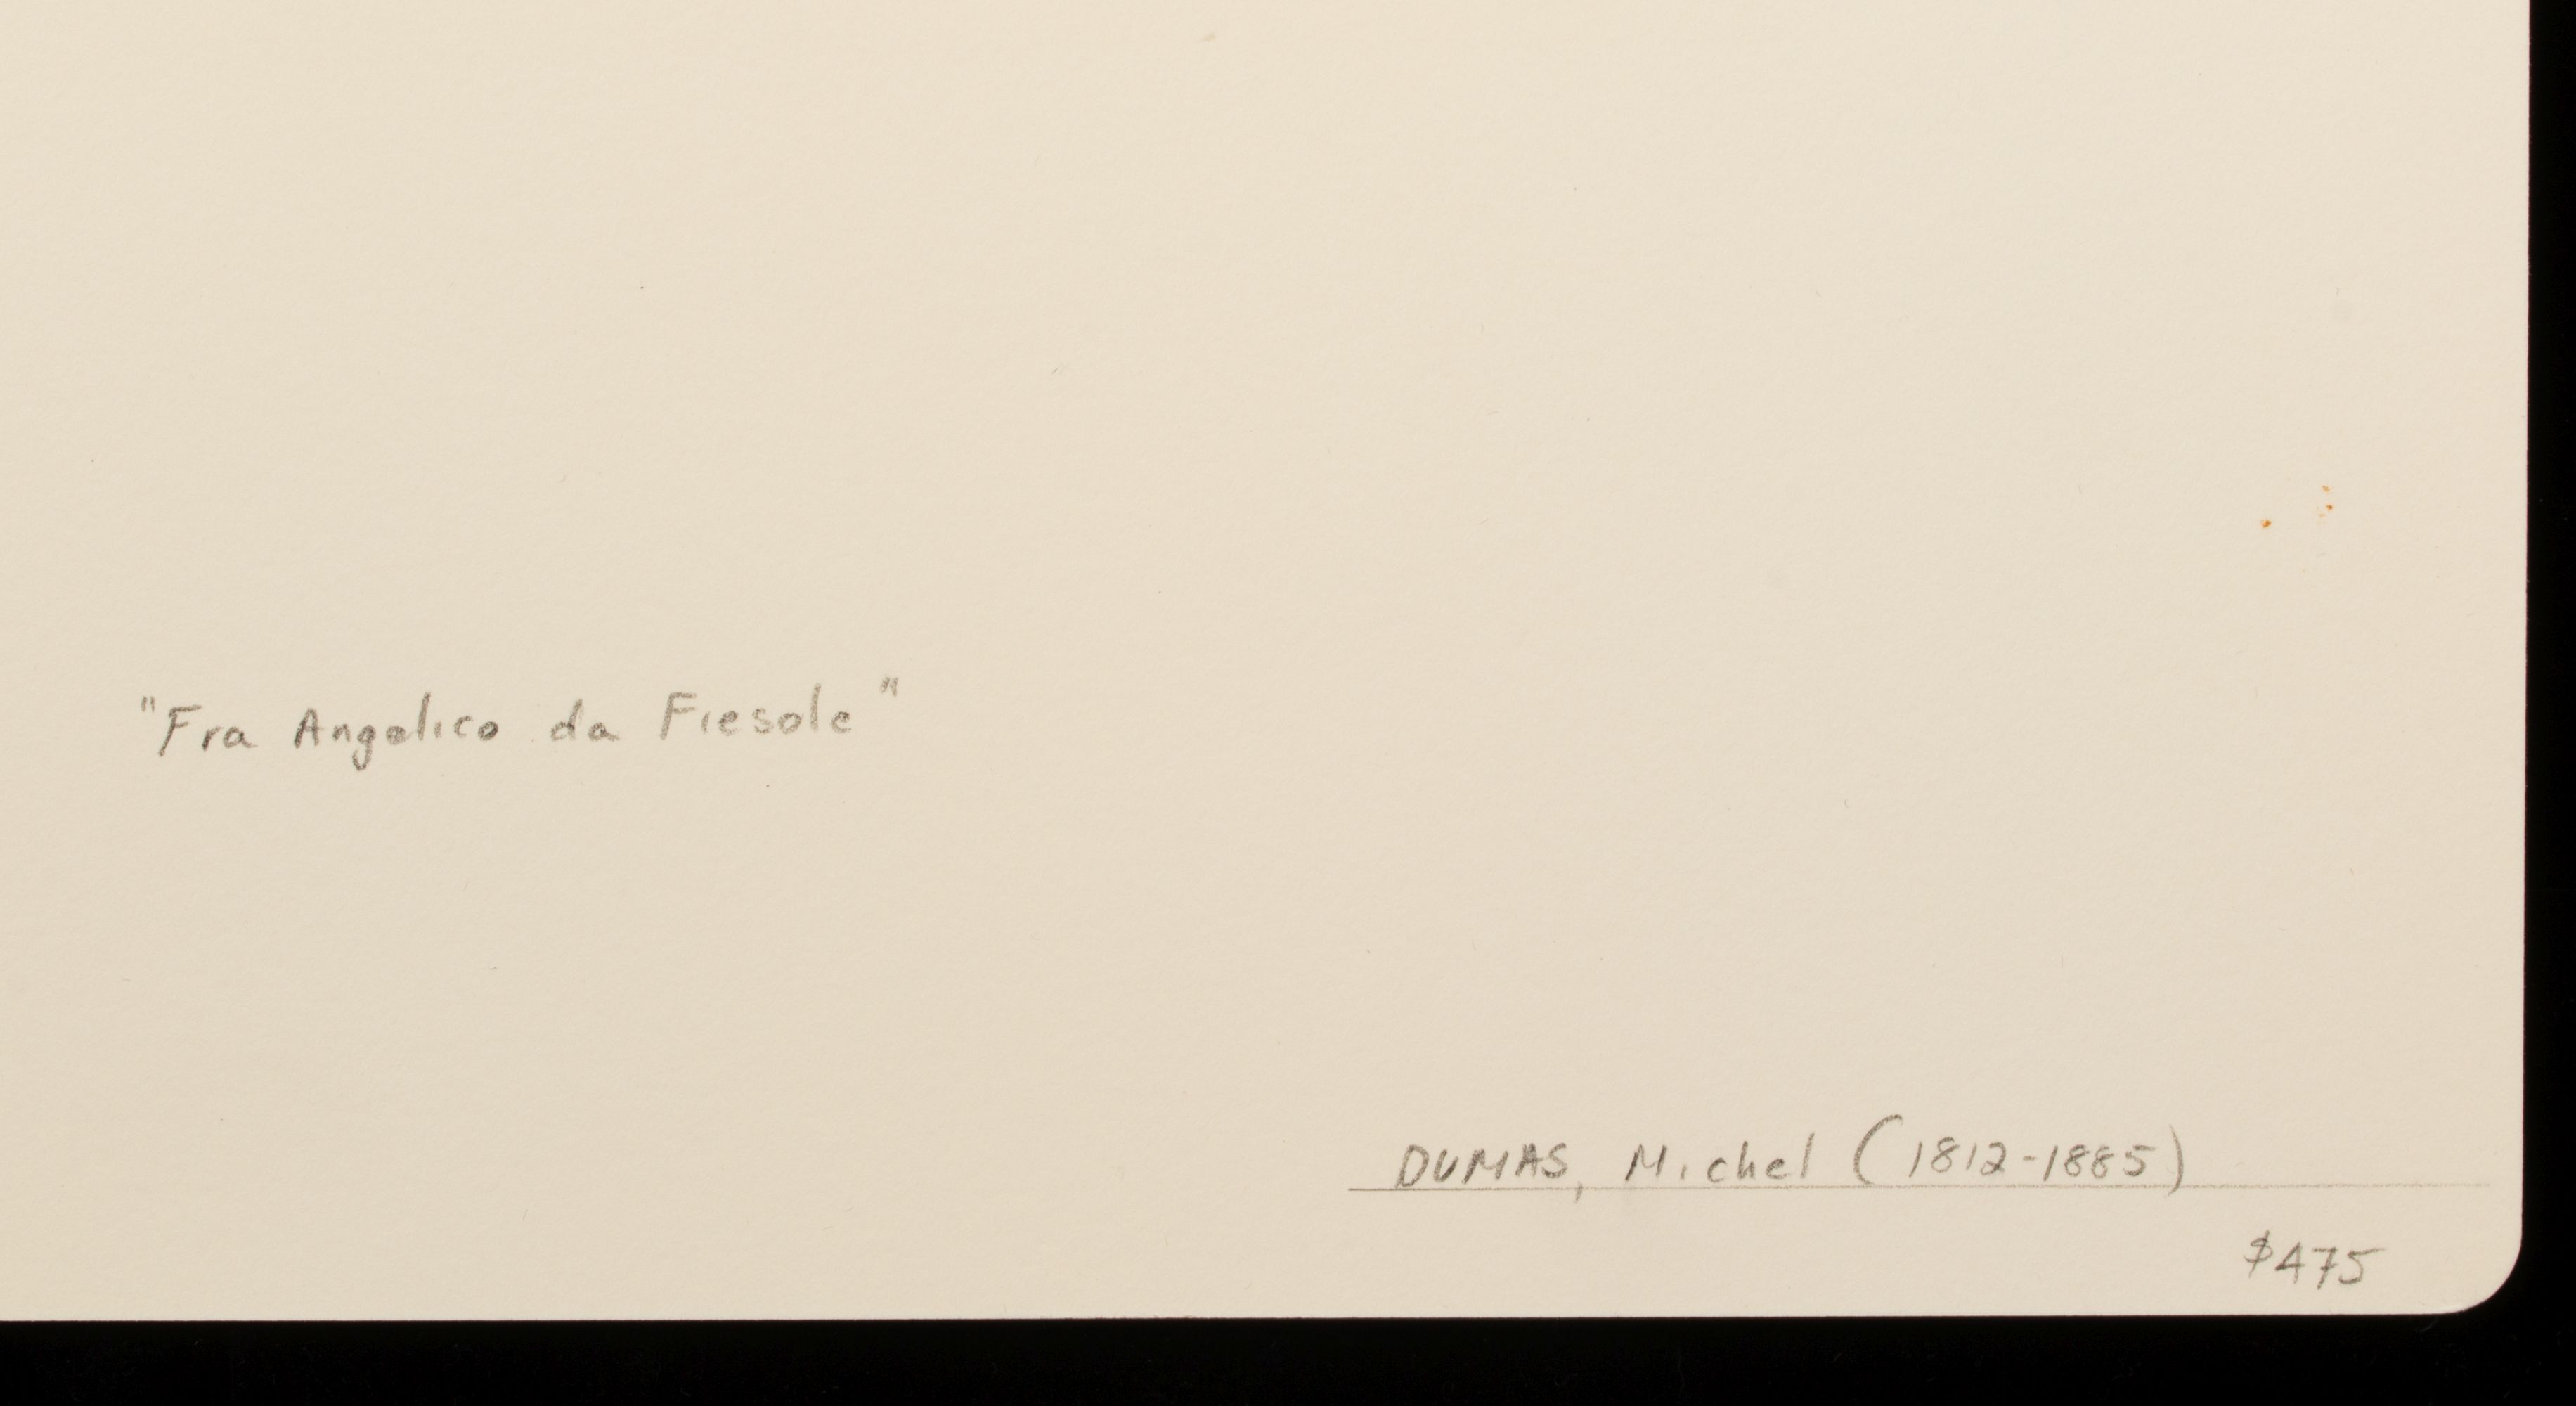 "Fra Angelico da Fiesole"
DUMAS, Michel (1812-1885)
$475